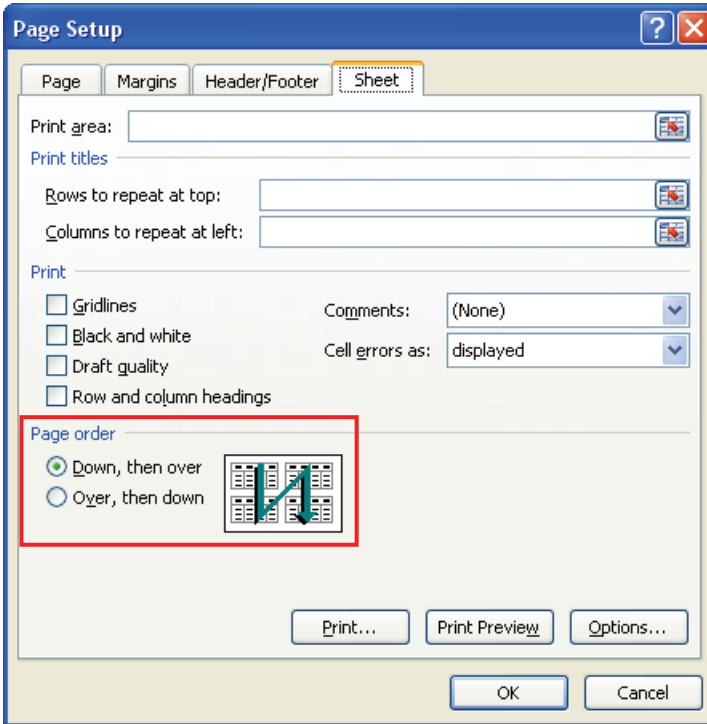 Page Setup
Page Margins Header/Footer Sheet
Print area:
Print titles
Rows to repeat at top:
Columns to repeat at left:
Print
Gridlines
Comments: (None)
Black and white
Cell errors as: displayed
Draft quality
Row and column headings
Page order
Down, then over
Over, then down
Print... Print Preview Options...
OK Cancel